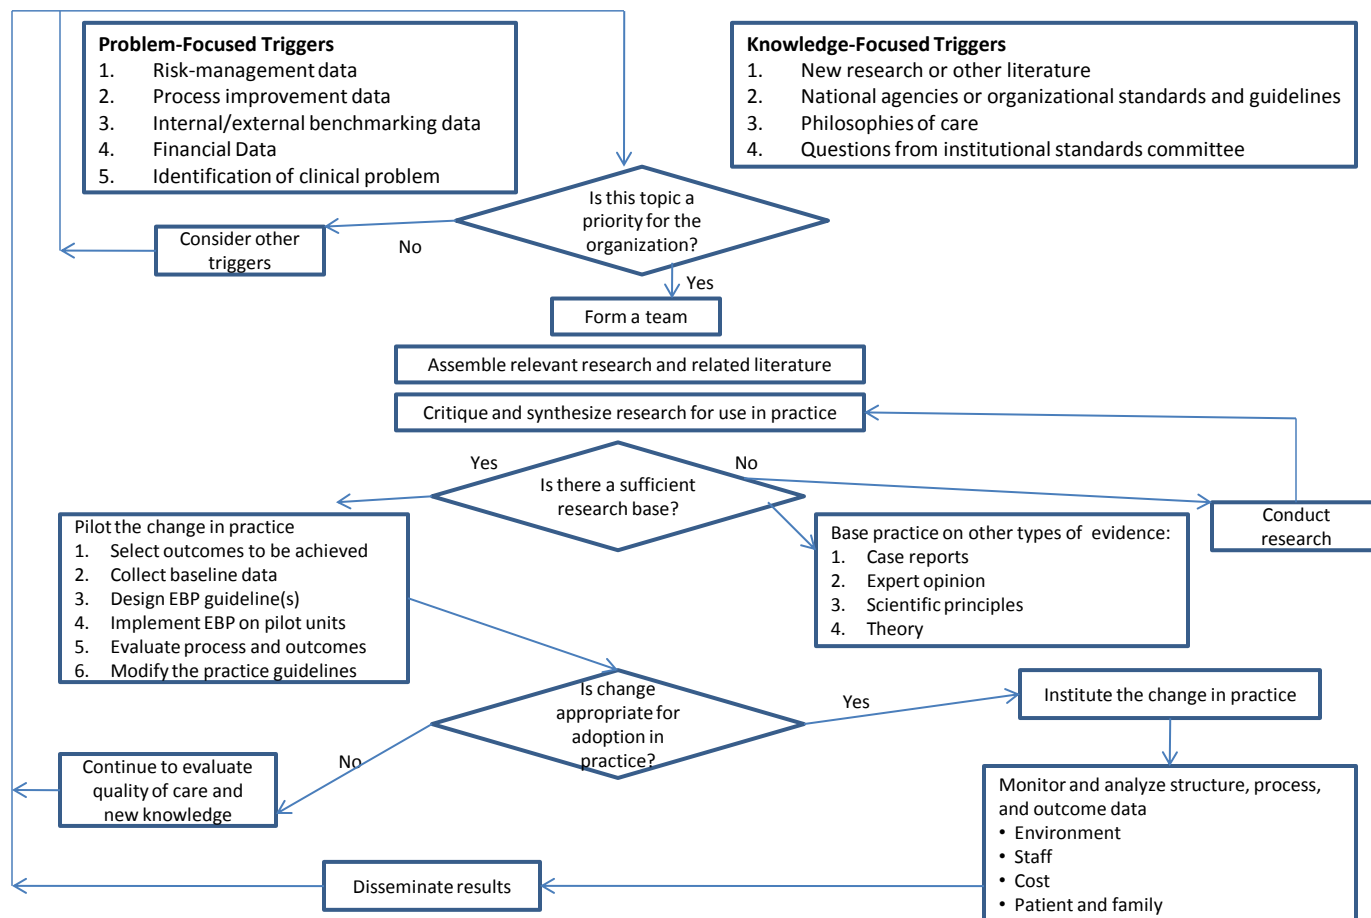 Problem-Focused Triggers
1. Risk-management data
2. Process improvement data
3. Internal/external benchmarking data
4. Financial Data
5. Identification of clinical problem
Knowledge-Focused Triggers
1. New research or other literature
2. National agencies or organizational standards and guidelines
3. Philosophies of care
4. Questions from institutional standards committee
Is this topic a
priority for the
organization?
No
Consider other
triggers
Yes
Form a team
Assemble relevant research and related literature
Critique and synthesize research for use in practice
Yes
No
Is there a sufficient
research base?
Conduct
research
Pilot the change in practice
1. Select outcomes to be achieved
2. Collect baseline data
3. Design EBP guideline(s)
4. Implement EBP on pilot units
5. Evaluate process and outcomes
6. Modify the practice guidelines
Base practice on other types of evidence:
1. Case reports
2. Expert opinion
3. Scientific principles
4. Theory
Is change
appropriate for
adoption in
practice?
Yes
Institute the change in practice
No
Continue to evaluate
quality of care and
new knowledge
Monitor and analyze structure, process,
and outcome data
• Environment
• Staff
• Cost
• Patient and family
Disseminate results